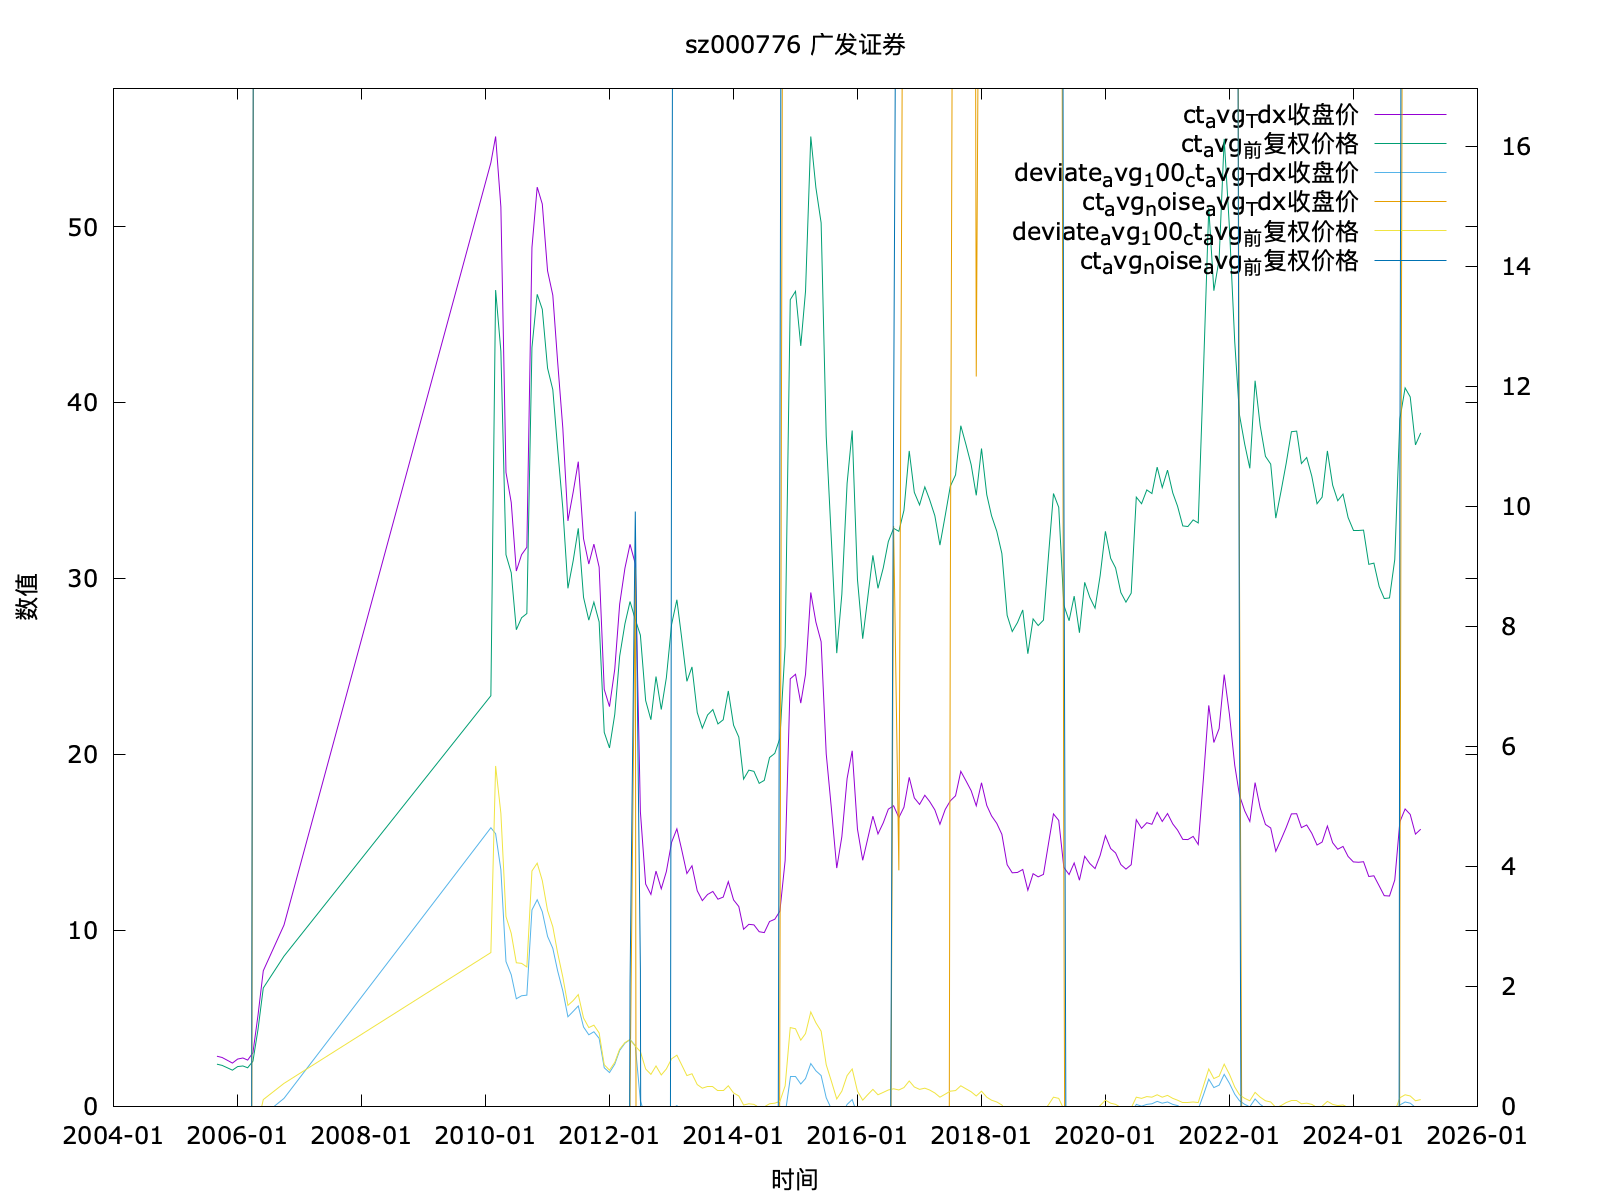 sz000776 广发证券
ct_avg_Tdx收盘价
ct_avg_前复权价格
deviate_avg_100_ct_avg_Tdx收盘价
ct_avg_noise_avg_Tdx收盘价
deviate_avg_100_ct_avg_前复权价格
ct_avg_noise_avg_前复权价格
50
40
30
20
10
0
16
14
12
10
8
6
4
2
0
数值
2004-01 2006-01 2008-01 2010-01 2012-01 2014-01 2016-01 2018-01 2020-01 2022-01 2024-01 2026-01
时间